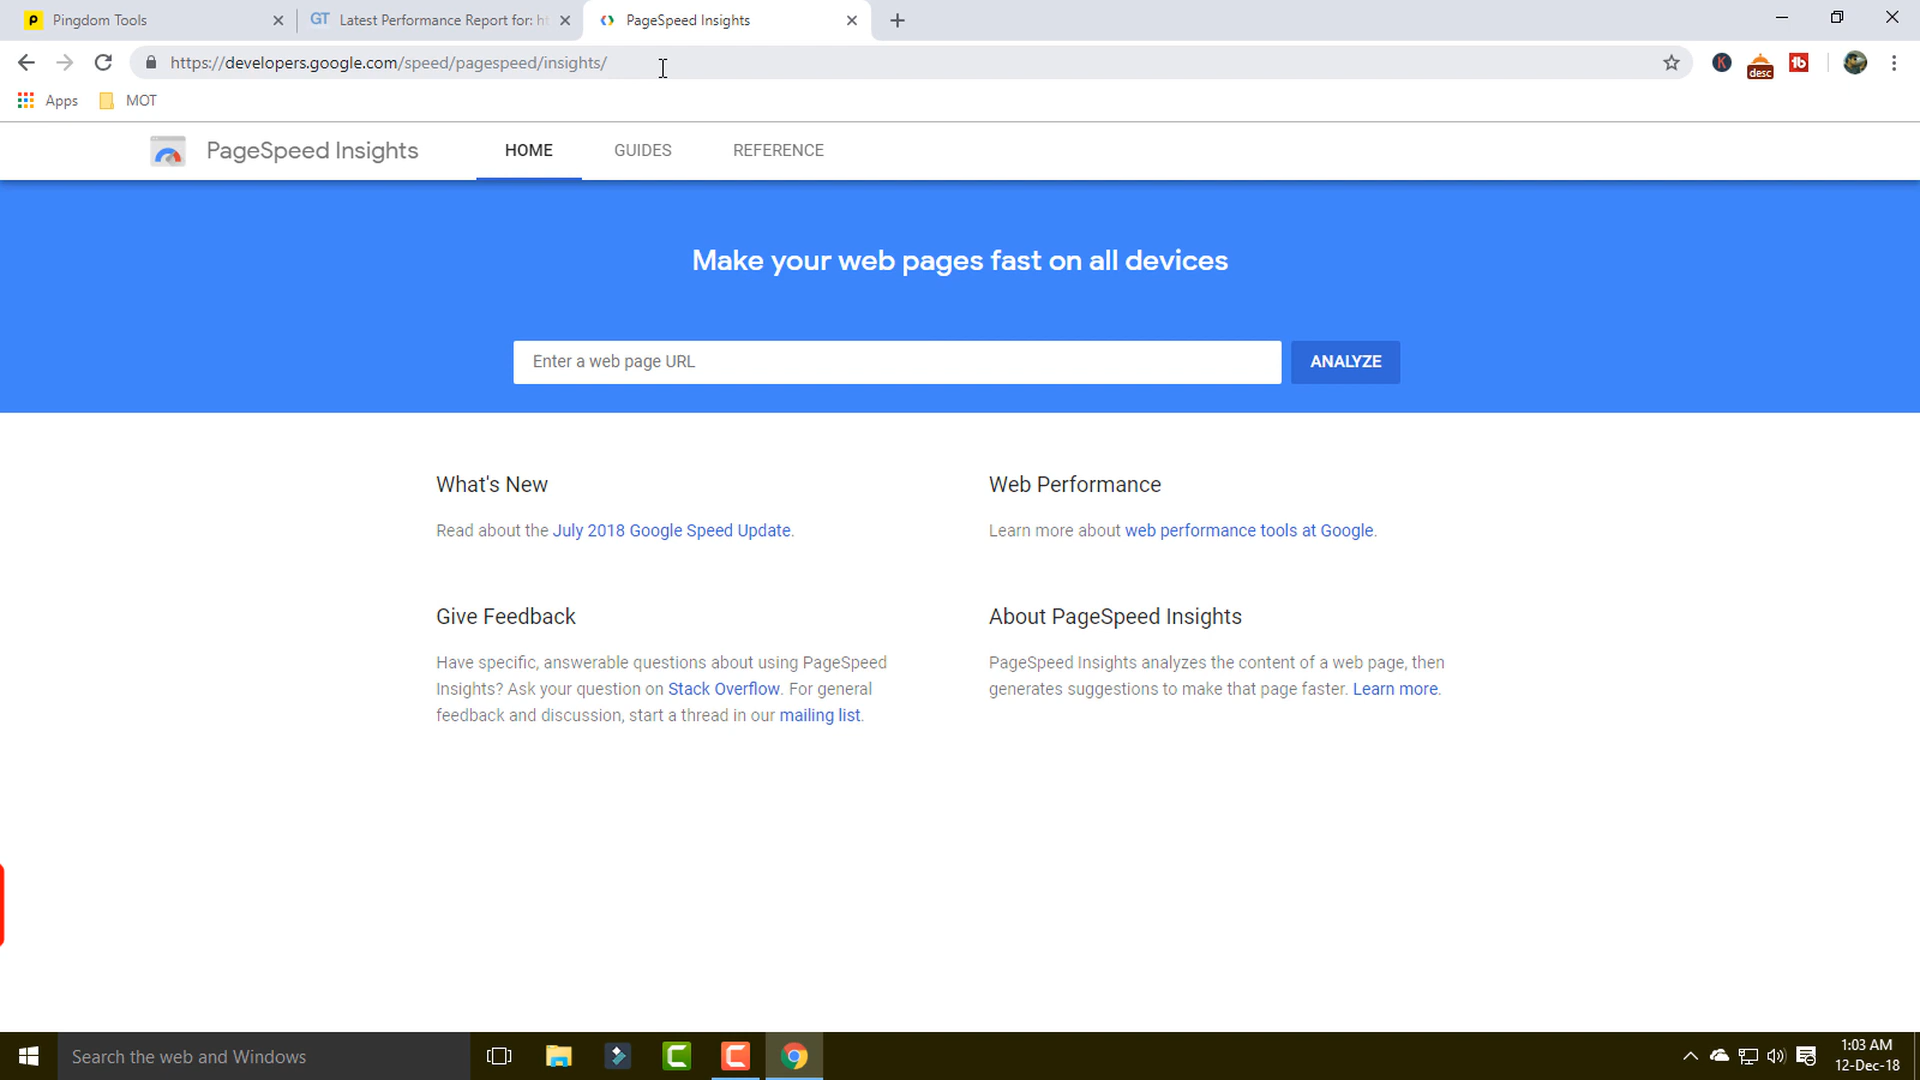 Pingdom Tools
GT Latest Performance Report for: ht
PageSpeed Insights
https://developers.google.com/speed/pagespeed/insights/
K
desc
1b
Apps
MOT
PageSpeed Insights
HOME
GUIDES
REFERENCE
Make your web pages fast on all devices
Enter a web page URL
ANALYZE
What's New
Read about the July 2018 Google Speed Update.
Web Performance
Learn more about web performance tools at Google.
Give Feedback
Have specific, answerable questions about using PageSpeed
Insights? Ask your question on Stack Overflow. For general
feedback and discussion, start a thread in our mailing list.
About PageSpeed Insights
PageSpeed Insights analyzes the content of a web page, then
generates suggestions to make that page faster. Learn more.
Search the web and Windows
1:03 AM
12-Dec-18